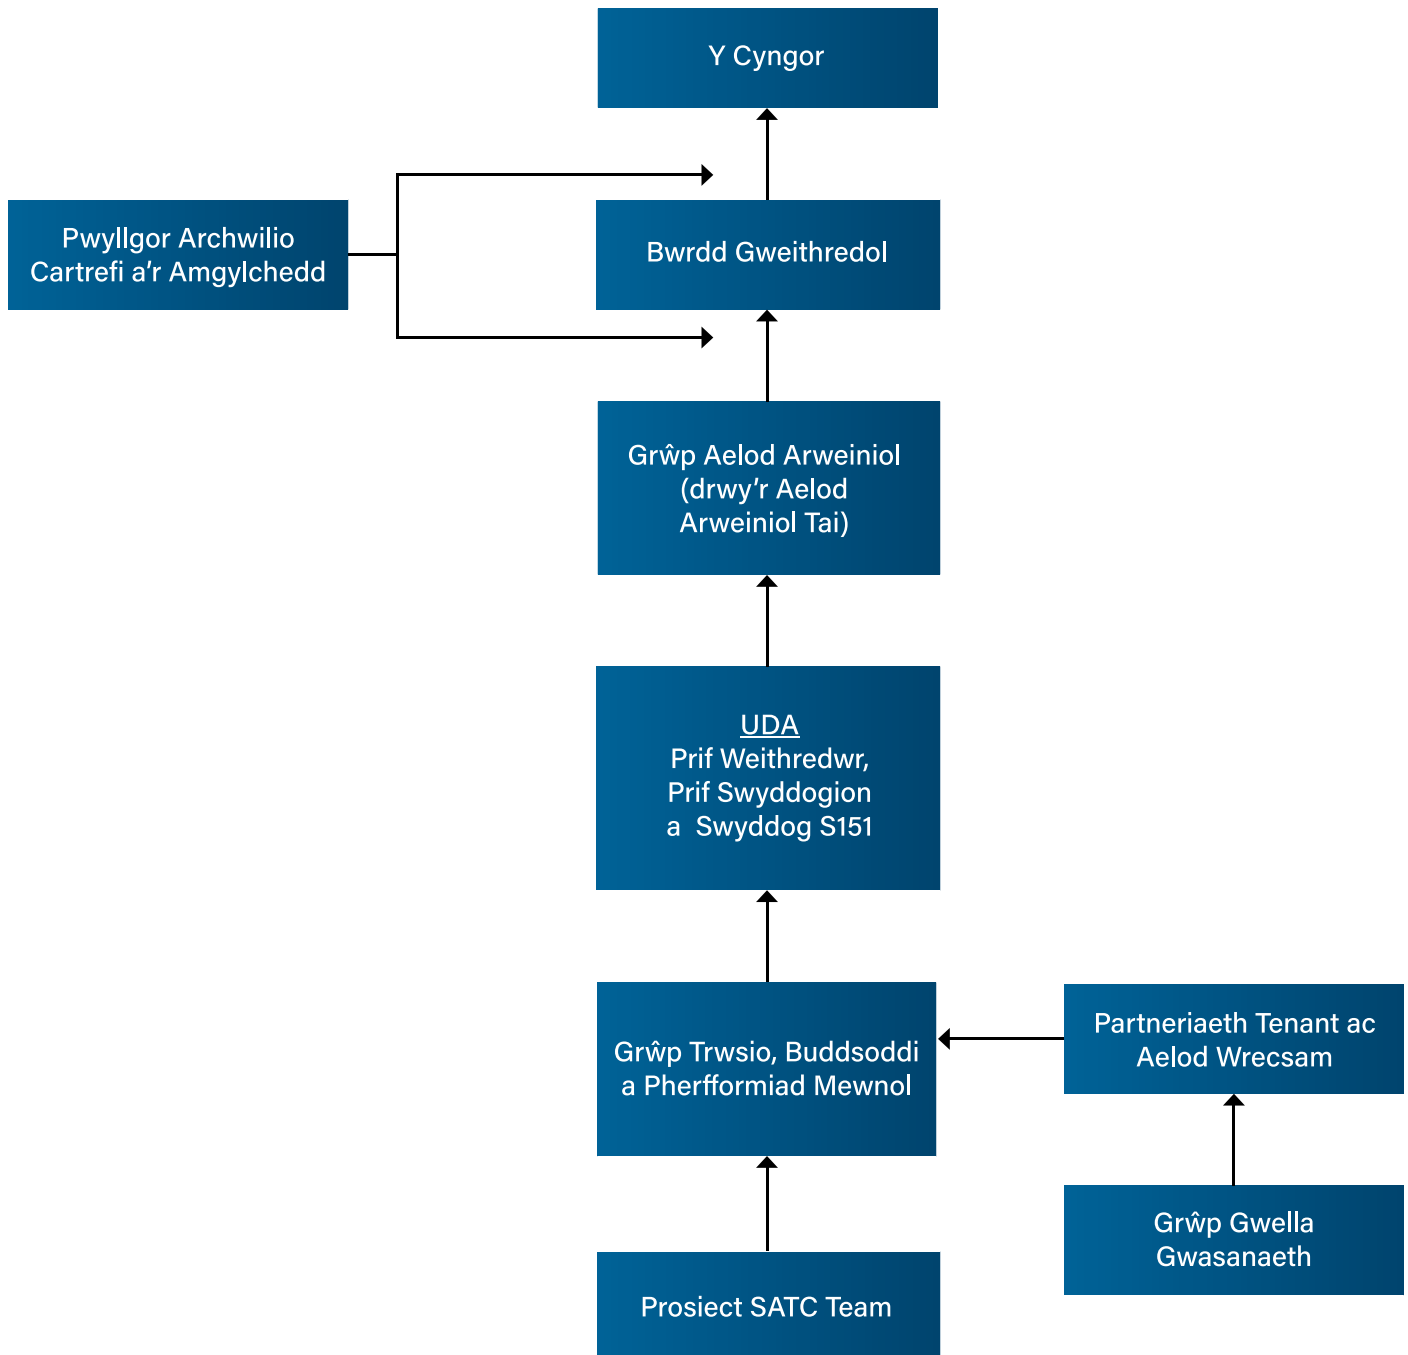 Y Cyngor
Pwyllgor Archwilio
Cartrefi a’r Amgylchedd
Bwrdd Gweithredol
Grŵp Aelod Arweiniol
(drwy’r Aelod
Arweiniol Tai)
UDA
Prif Weithredwr,
Prif Swyddogion
a Swyddog S151
Grŵp Trwsio, Buddsoddi
a Pherfformiad Mewnol
Partneriaeth Tenant ac
Aelod Wrecsam
Grŵp Gwella
Gwasanaeth
Prosiect SATC Team